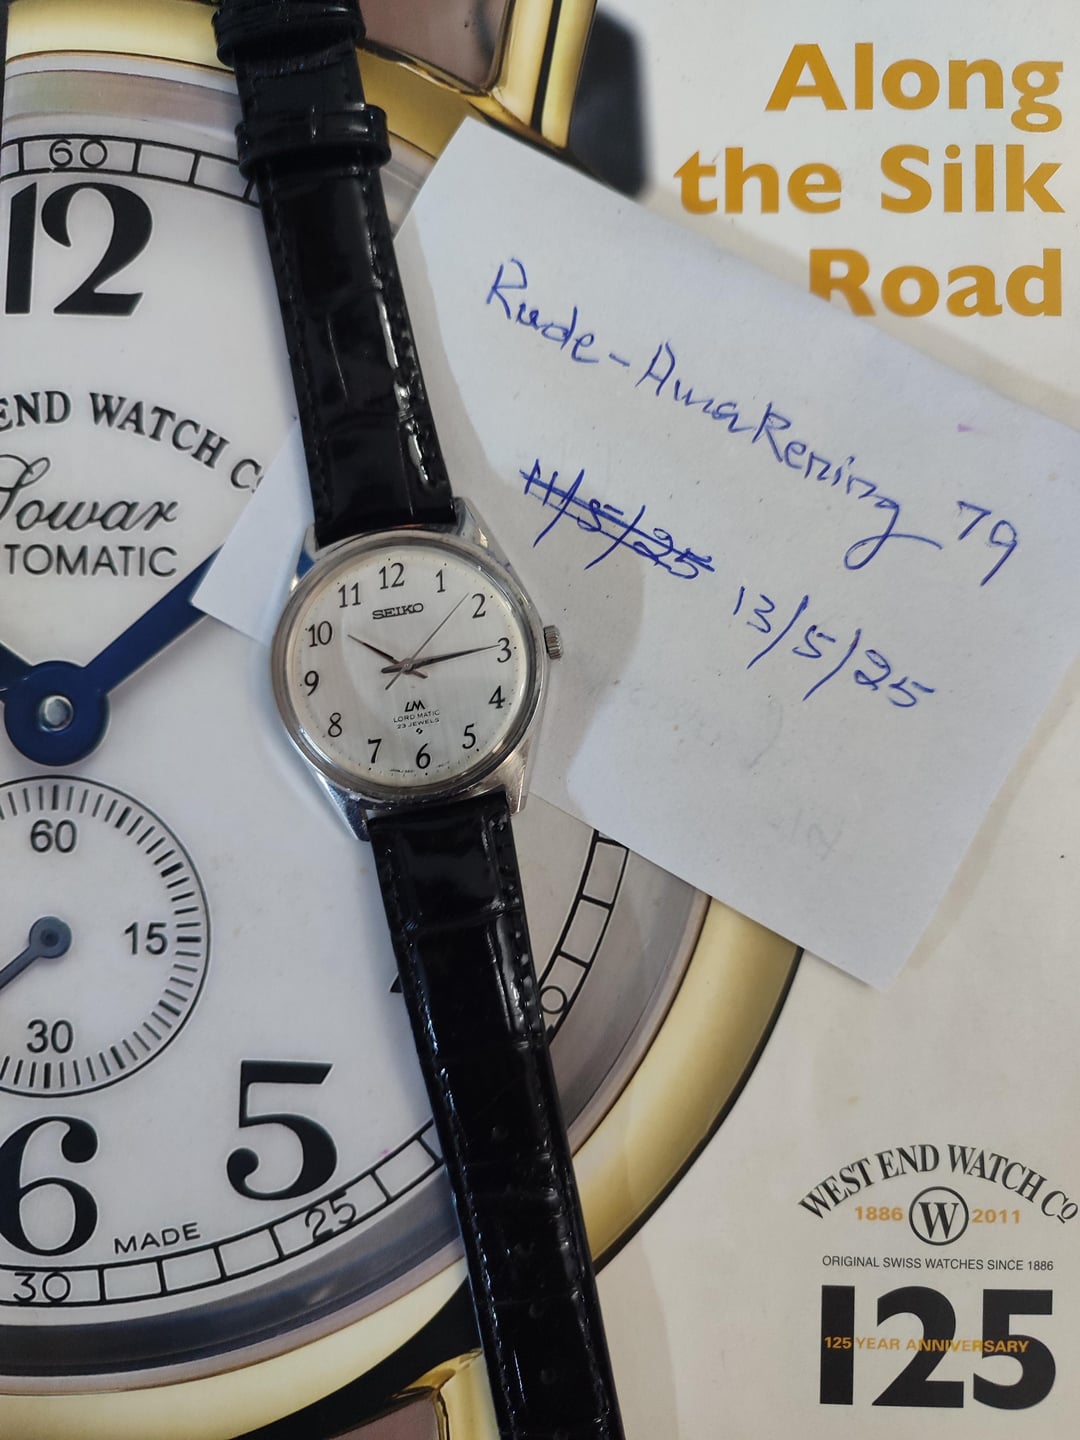 Along
the Silk
Road
60
12
END WATCH Co
Sowar
TOMATIC
60
15
30
6
5
MADE
25
30
Rude-Awakening 79
11/5/25 13/5/25
12
1
2
3
4
5
6
7
8
9
10
11
SEIKO
LM
LORD MATIC
23 JEWELS
WEST END WATCH Co
1886 W 2011
ORIGINAL SWISS WATCHES SINCE 1886
125
125 YEAR ANNIVERSARY